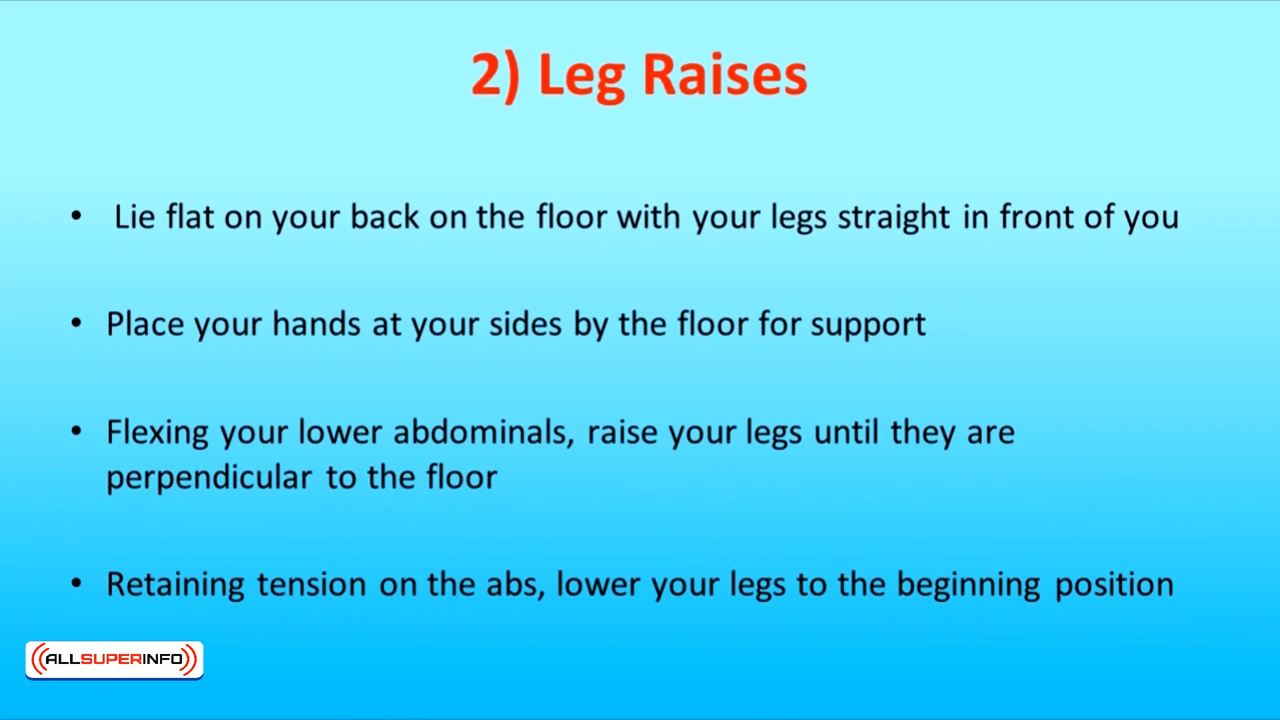 2) Leg Raises
• Lie flat on your back on the floor with your legs straight in front of you
• Place your hands at your sides by the floor for support
• Flexing your lower abdominals, raise your legs until they are
perpendicular to the floor
• Retaining tension on the abs, lower your legs to the beginning position
ALLSUPERINFO